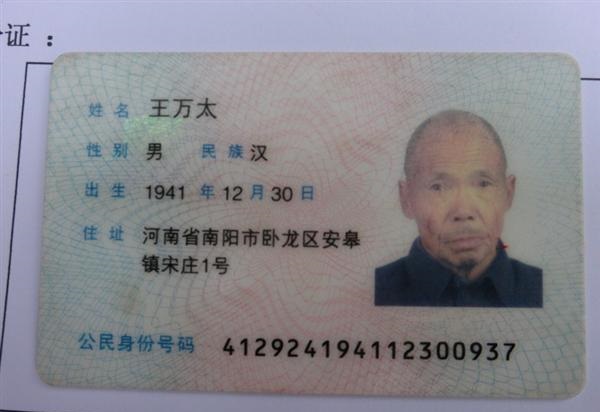 证：
姓名 王万太
性别 男 民族 汉
出生 1941 年 12 月 30 日
住址 河南省南阳市卧龙区安皋
镇宋庄1号
公民身份号码 412924194112300937